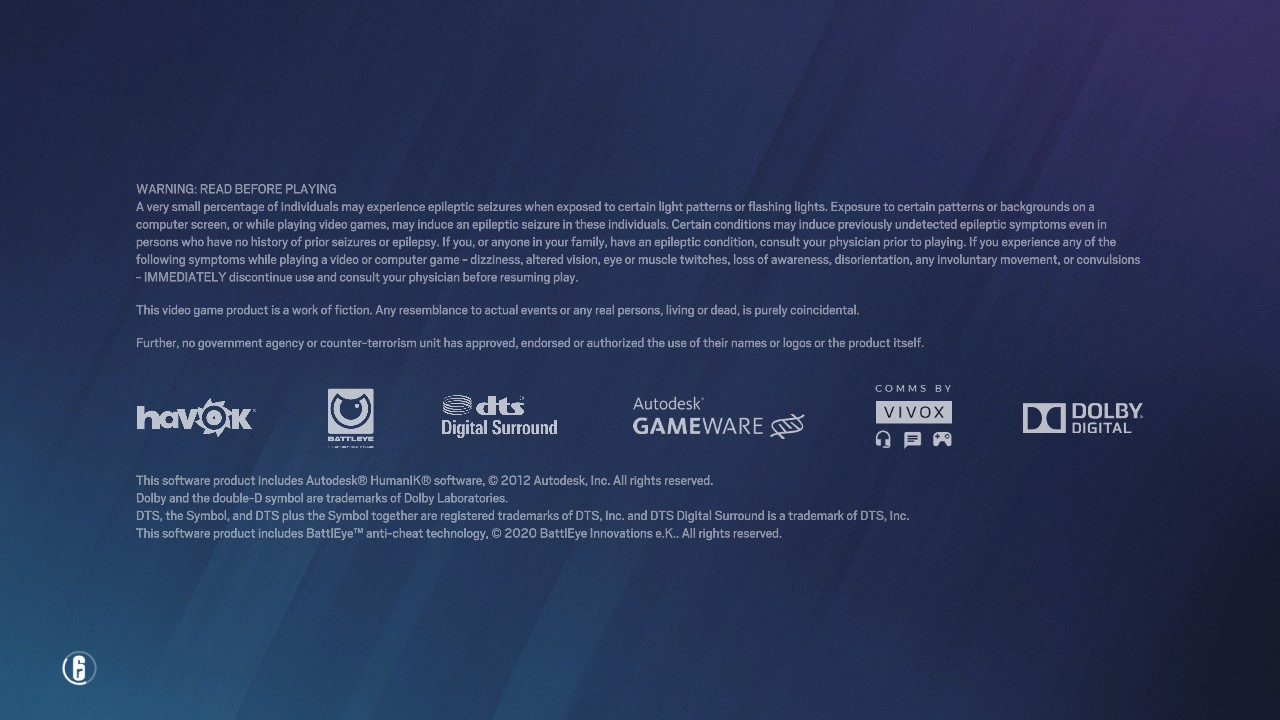 WARNING: READ BEFORE PLAYING
A very small percentage of individuals may experience epileptic seizures when exposed to certain light patterns or flashing lights. Exposure to certain patterns or backgrounds on a
computer screen, or while playing video games, may induce an epileptic seizure in these individuals. Certain conditions may induce previously undetected epileptic symptoms even in
persons who have no history of prior seizures or epilepsy. If you, or anyone in your family, have an epileptic condition, consult your physician prior to playing. If you experience any of the
following symptoms while playing a video or computer game - dizziness, altered vision, eye or muscle twitches, loss of awareness, disorientation, any involuntary movement, or convulsions
- IMMEDIATELY discontinue use and consult your physician before resuming play.
This video game product is a work of fiction. Any resemblance to actual events or any real persons, living or dead, is purely coincidental.
Further, no government agency or counter-terrorism unit has approved, endorsed or authorized the use of their names or logos or the product itself.
havok
BATTLEYE
dts
Digital Surround
Autodesk®
GAMEWARE
COMMS BY
VIVOX
DOLBY.
DIGITAL
This software product includes Autodesk® HumanIK® software, © 2012 Autodesk, Inc. All rights reserved.
Dolby and the double-D symbol are trademarks of Dolby Laboratories.
DTS, the Symbol, and DTS plus the Symbol together are registered trademarks of DTS, Inc. and DTS Digital Surround is a trademark of DTS, Inc.
This software product includes BattlEye™ anti-cheat technology, © 2020 BattlEye Innovations e.K.. All rights reserved.
6